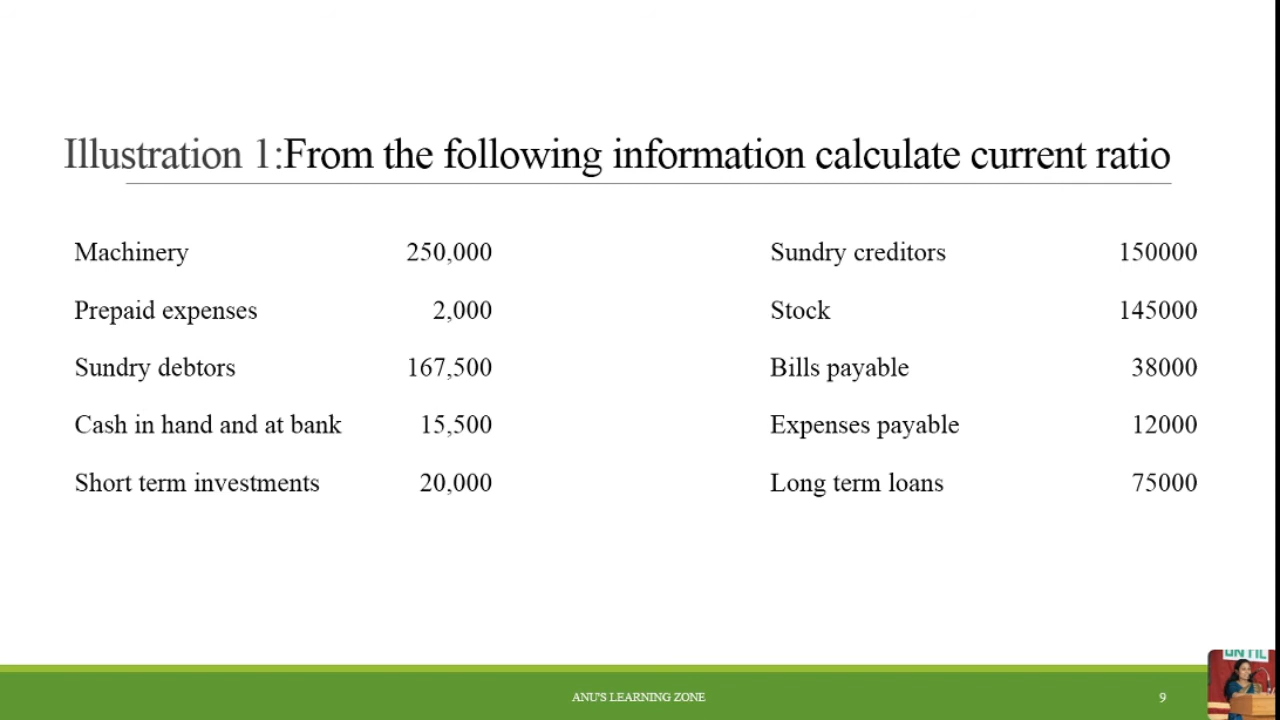 Illustration 1:From the following information calculate current ratio
Machinery 250,000
Prepaid expenses 2,000
Sundry debtors 167,500
Cash in hand and at bank 15,500
Short term investments 20,000
Sundry creditors 150000
Stock 145000
Bills payable 38000
Expenses payable 12000
Long term loans 75000
ANU'S LEARNING ZONE 9